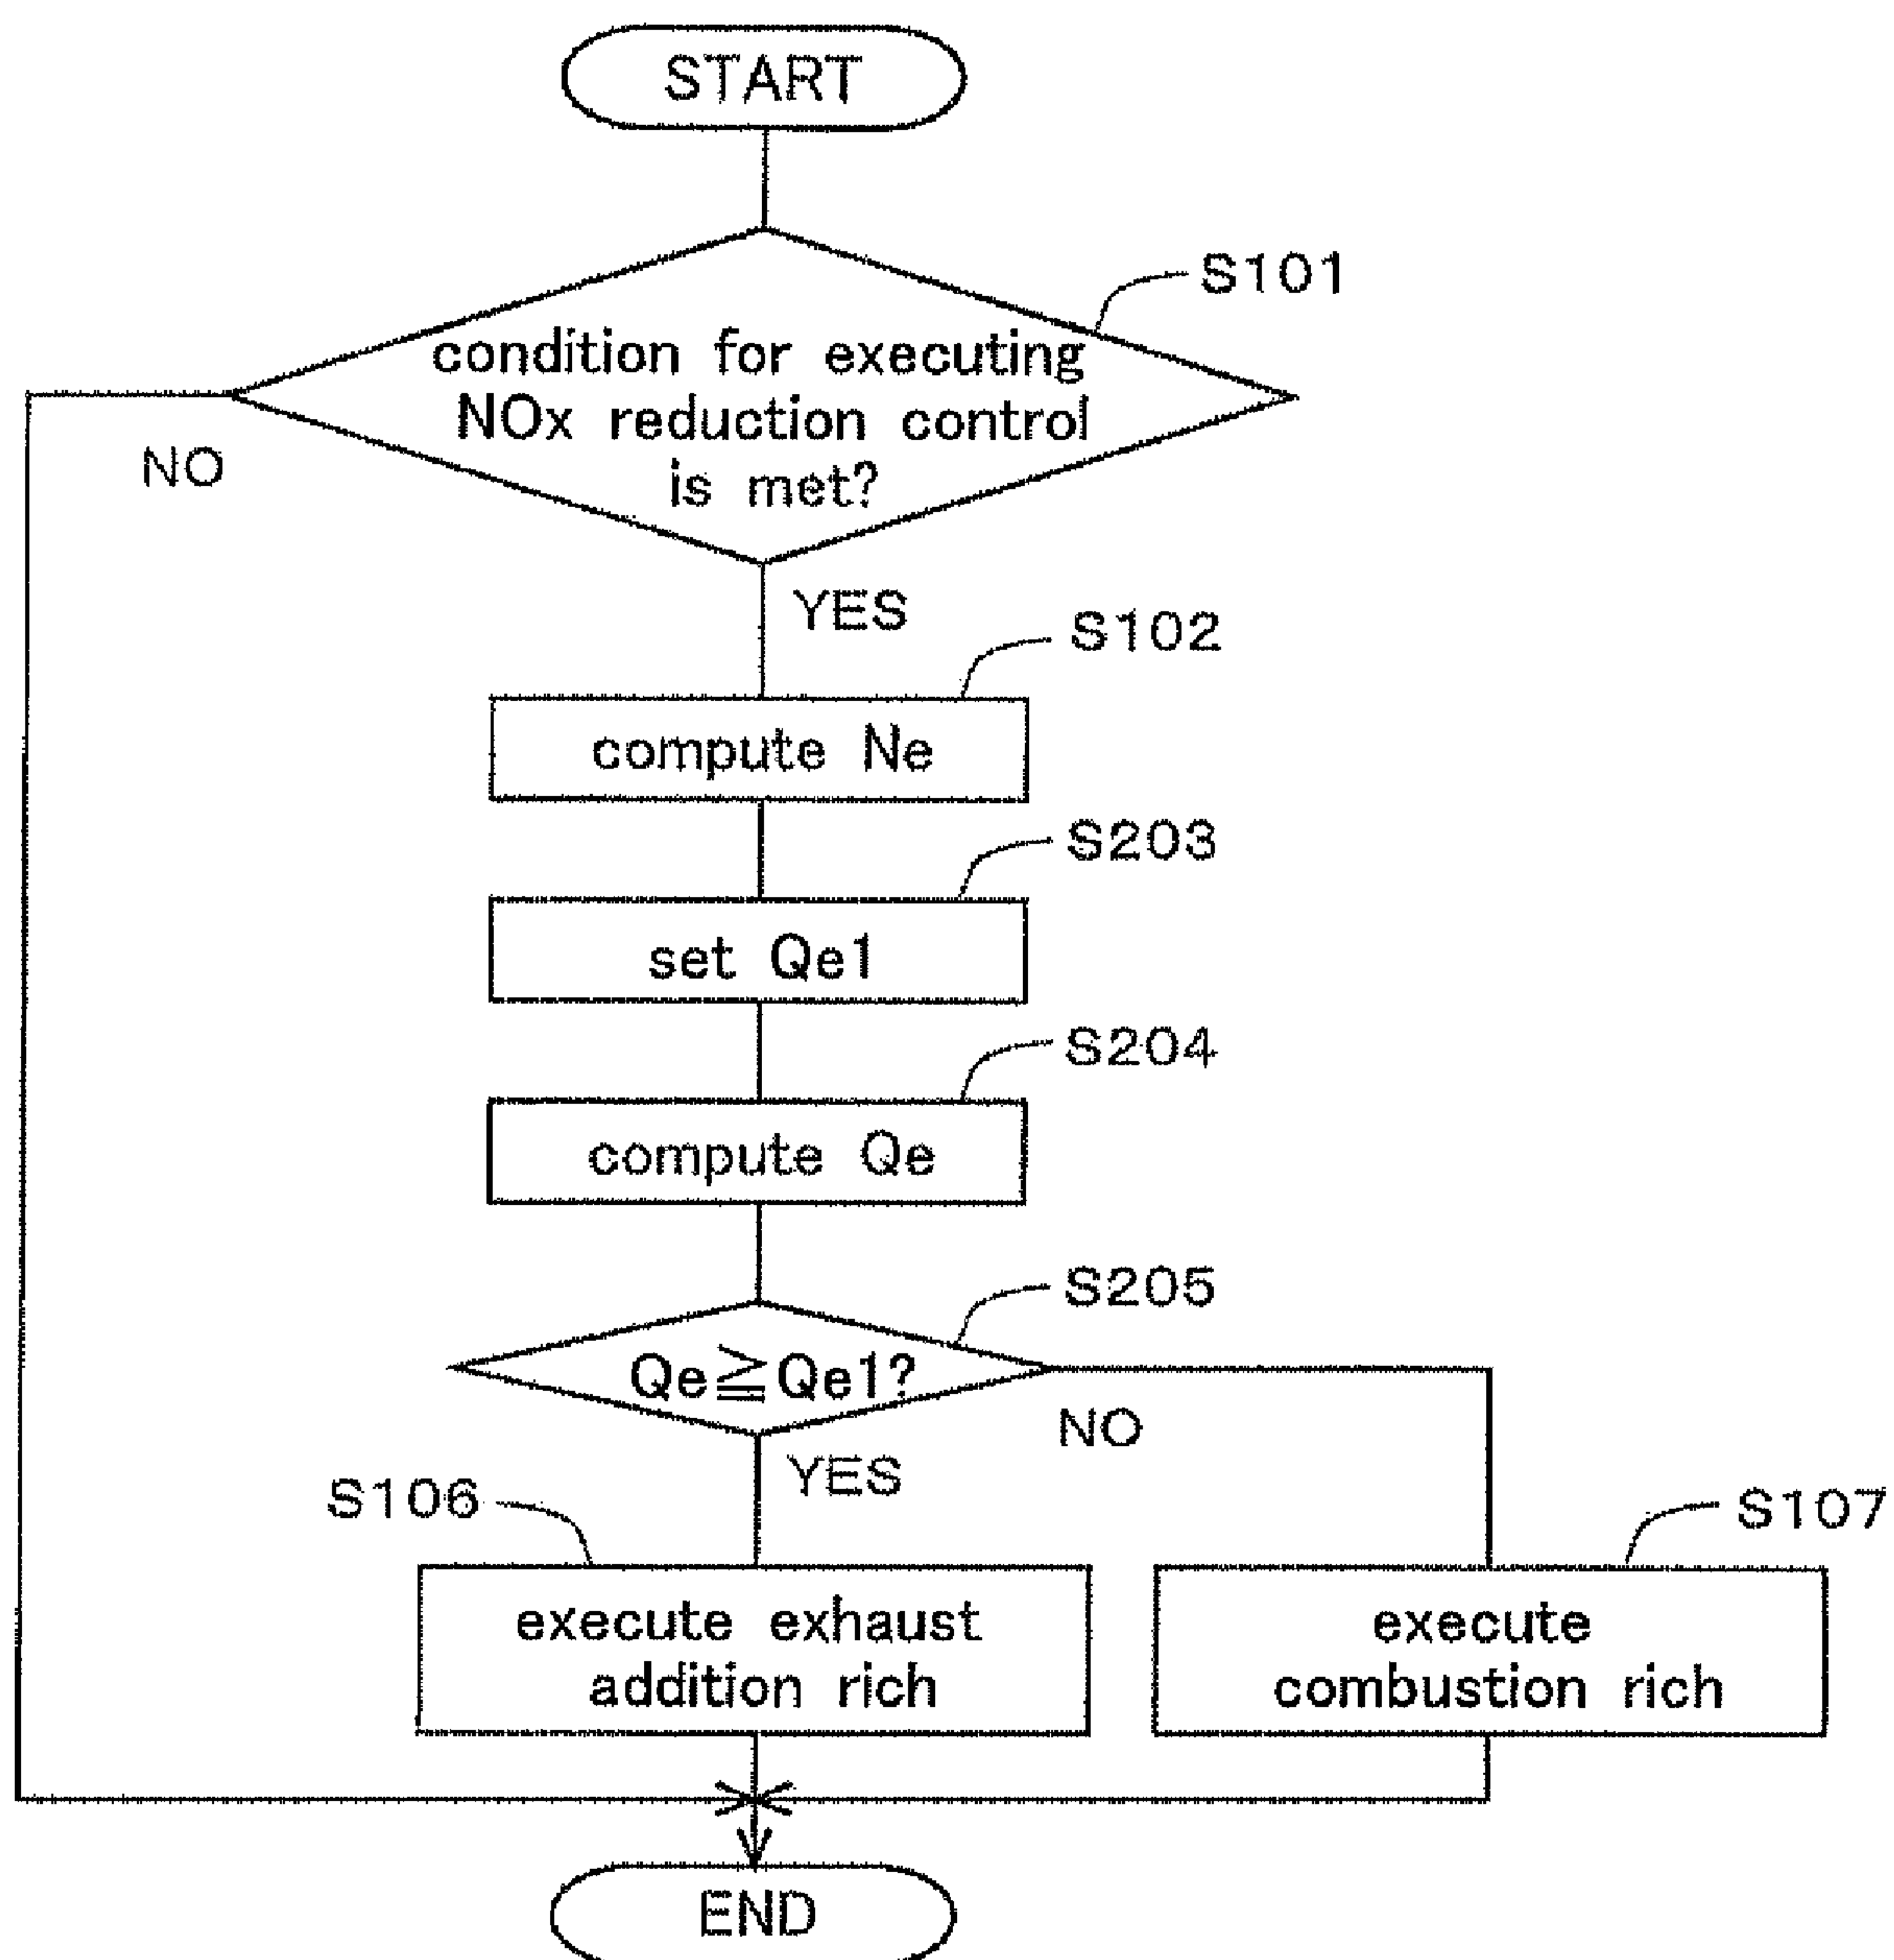 START
S101
condition for executing
NOx reduction control
is met?
NO
YES
S102
compute Ne
S203
set Qe1
S204
compute Qe
S205
Qe≧Qe1?
NO
YES
S106
S107
execute exhaust
addition rich
execute
combustion rich
END